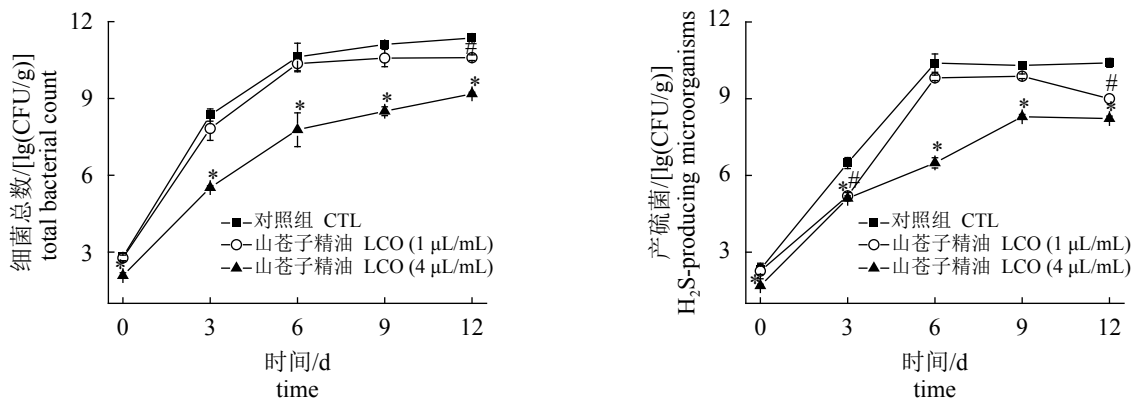 12
9
6
3
0
3
6
9
12
细菌总数/[lg(CFU/g)]
total bacterial count
对照组 CTL
山苍子精油 LCO (1 μL/mL)
山苍子精油 LCO (4 μL/mL)
*
*
*
*
*
#
时间/d
time
12
9
6
3
0
3
6
9
12
产硫菌/[lg(CFU/g)]
H₂S-producing microorganisms
对照组 CTL
山苍子精油 LCO (1 μL/mL)
山苍子精油 LCO (4 μL/mL)
*
*
#
*
*
#
*
时间/d
time